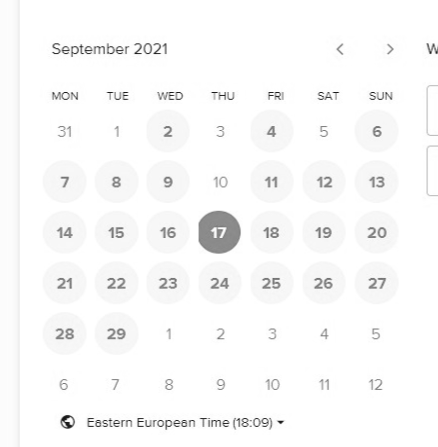 September 2021 < > W
MON TUE WED THU FRI SAT SUN
31 1 2 3 4 5 6
7 8 9 10 11 12 13
14 15 16 17 18 19 20
21 22 23 24 25 26 27
28 29 1 2 3 4 5
6 7 8 9 10 11 12
Eastern European Time (18:09)